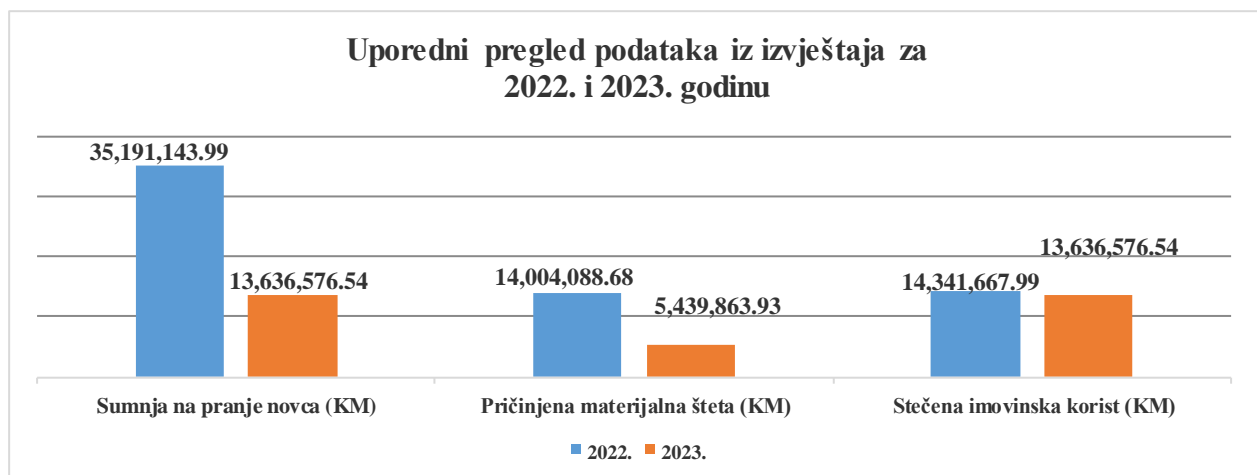 Uporedni pregled podataka iz izvještaja za
2022. i 2023. godinu
35,191,143.99
13,636,576.54
14,004,088.68
5,439,863.93
14,341,667.99
13,636,576.54
Sumnja na pranje novca (KM)
Pričinjena materijalna šteta (KM)
Stečena imovinska korist (KM)
2022. 2023.